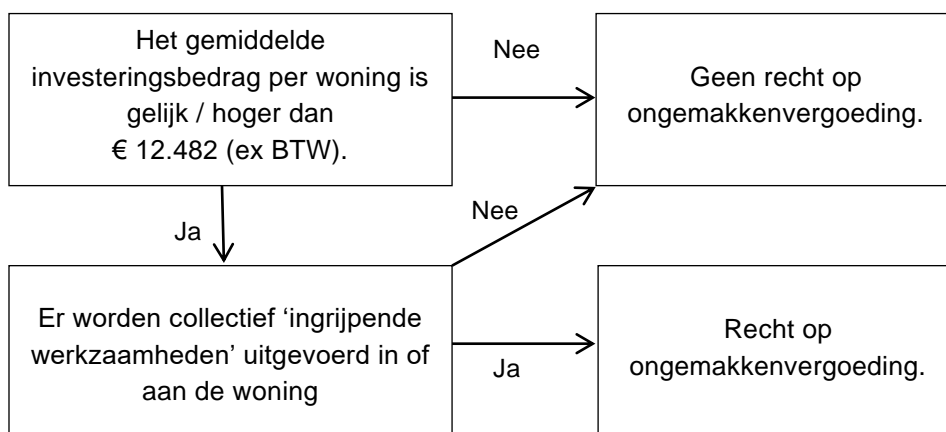 Het gemiddelde
investeringsbedrag per woning is
gelijk / hoger dan
€ 12.482 (ex BTW).
Nee
Geen recht op
ongemakkenvergoeding.
Ja
Nee
Er worden collectief ‘ingrijpende
werkzaamheden’ uitgevoerd in of
aan de woning
Ja
Recht op
ongemakkenvergoeding.